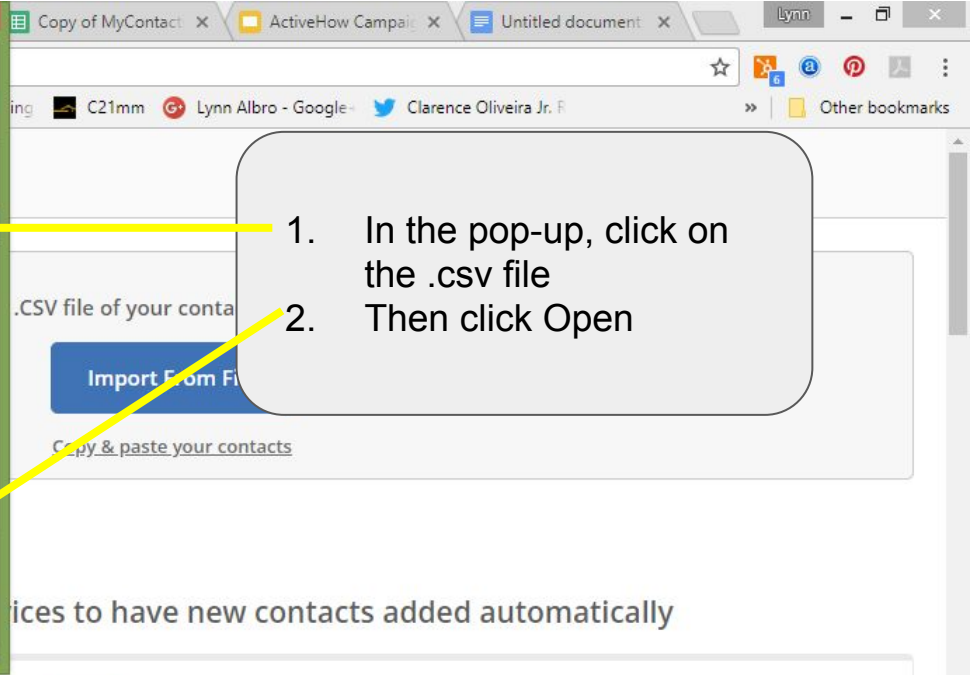 Copy of MyContact
ActiveHow Campaig
Untitled document
Lynn
6
a
ing
C21mm
G+
Lynn Albro - Google+
Clarence Oliveira Jr. R
»
Other bookmarks
1. In the pop-up, click on
the .csv file
2. Then click Open
.CSV file of your conta
Import From Fi
Copy & paste your contacts
ices to have new contacts added automatically